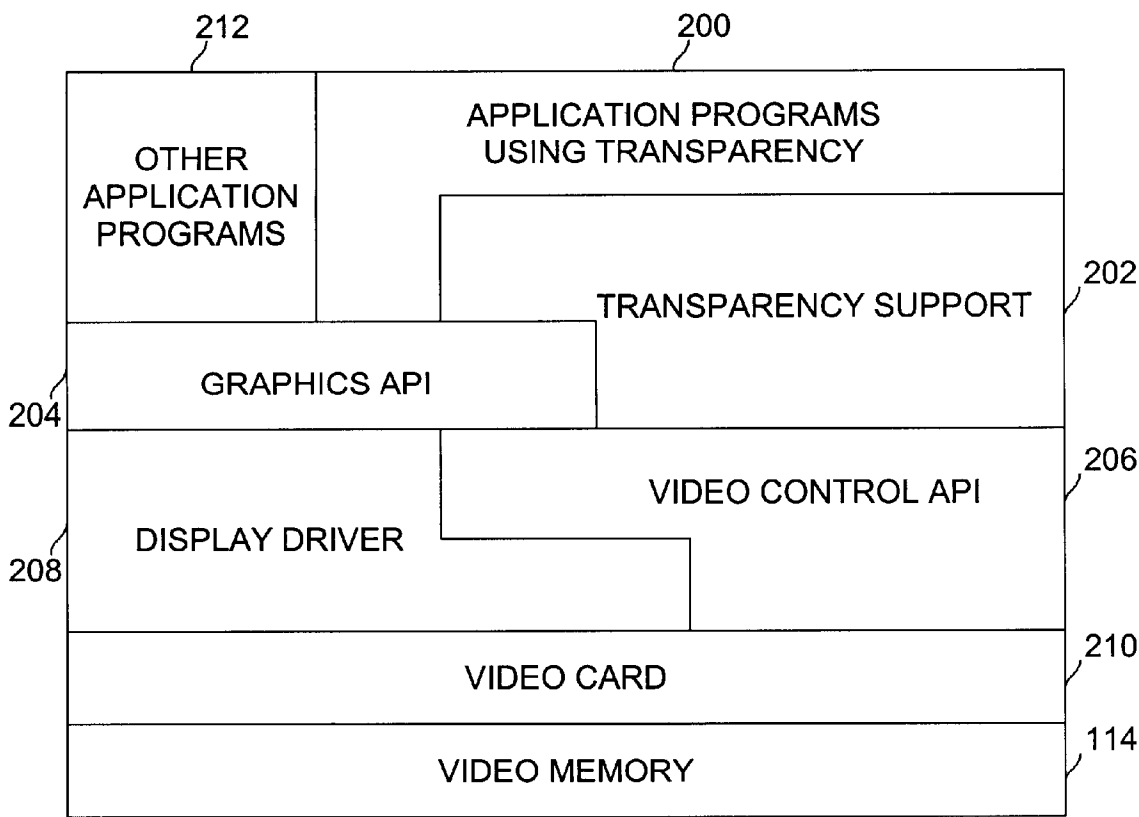 212
200
APPLICATION PROGRAMS
USING TRANSPARENCY
OTHER
APPLICATION
PROGRAMS
202
TRANSPARENCY SUPPORT
GRAPHICS API
204
206
VIDEO CONTROL API
DISPLAY DRIVER
208
210
VIDEO CARD
114
VIDEO MEMORY